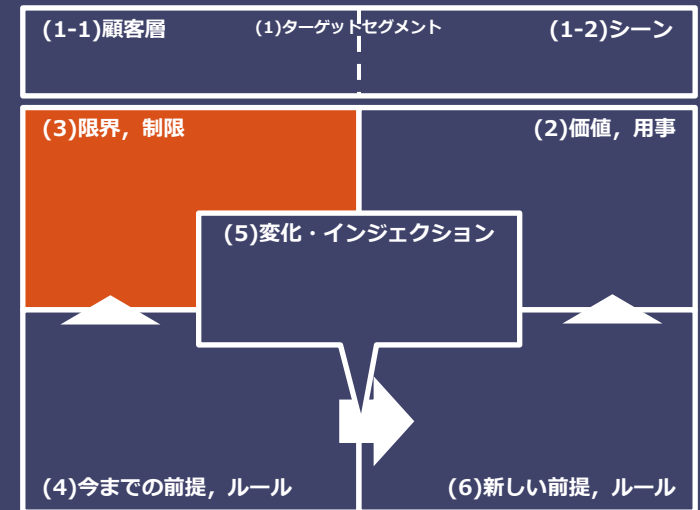 (1-1)顧客層
(1)ターゲットセグメント
(1-2)シーン
(3)限界，制限
(2)価値，用事
(5)変化・インジェクション
(4)今までの前提，ルール
(6)新しい前提，ルール